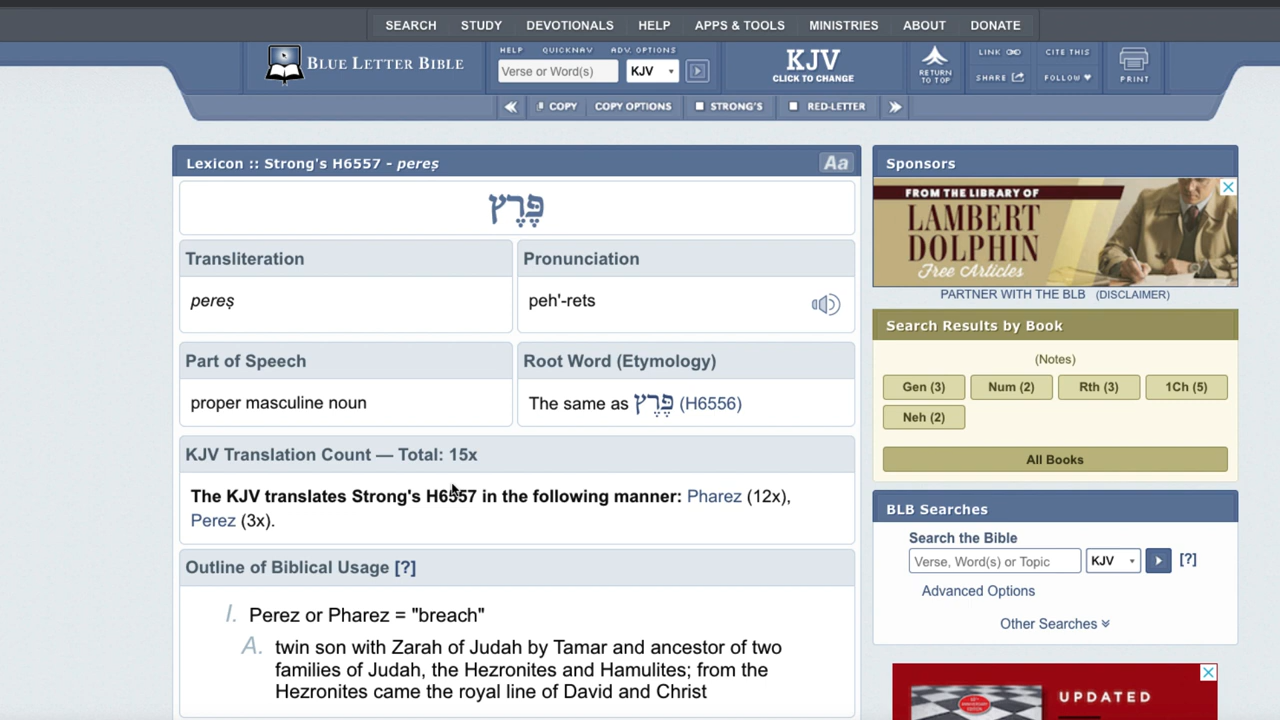 SEARCH STUDY DEVOTIONALS HELP APPS & TOOLS MINISTRIES ABOUT DONATE
BLUE LETTER BIBLE
HELP QUICKNAV ADV. OPTIONS
Verse or Word(s) KJV
KJV
CLICK TO CHANGE
RETURN
TO TOP
LINK CITE THIS
SHARE FOLLOW
PRINT
COPY COPY OPTIONS STRONG'S RED-LETTER
Lexicon :: Strong's H6557 - pereṣ
Aa
פֶּרֶץ
Transliteration
pereṣ
Pronunciation
peh'-rets
Part of Speech
proper masculine noun
Root Word (Etymology)
The same as פֶּרֶץ (H6556)
KJV Translation Count — Total: 15x
The KJV translates Strong's H6557 in the following manner: Pharez (12x),
Perez (3x).
Outline of Biblical Usage [?]
I. Perez or Pharez = "breach"
A. twin son with Zarah of Judah by Tamar and ancestor of two
families of Judah, the Hezronites and Hamulites; from the
Hezronites came the royal line of David and Christ
Sponsors
FROM THE LIBRARY OF
LAMBERT
DOLPHIN
Free Articles
PARTNER WITH THE BLB (DISCLAIMER)
Search Results by Book
(Notes)
Gen (3) Num (2) Rth (3) 1Ch (5)
Neh (2)
All Books
BLB Searches
Search the Bible
Verse, Word(s) or Topic KJV [?]
Advanced Options
Other Searches
UPDATED